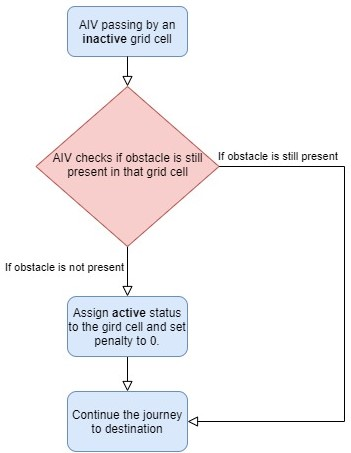 AIV passing by an
inactive grid cell
AIV checks if obstacle is still
present in that grid cell
If obstacle is still present
If obstacle is not present
Assign active status
to the gird cell and set
penalty to 0.
Continue the journey
to destination